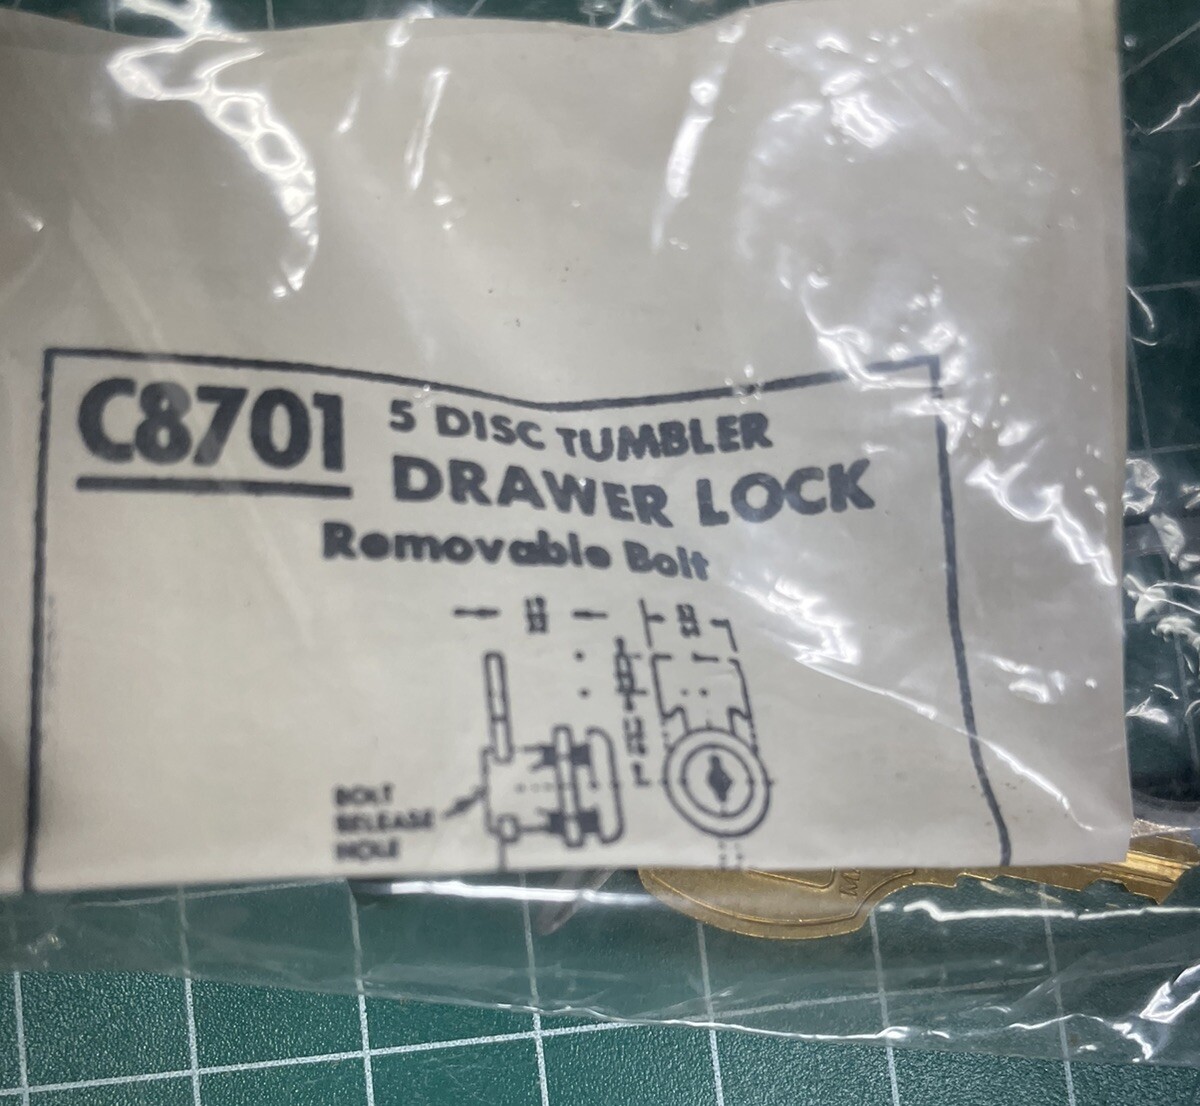 C8701
5 DISC TUMBLER
DRAWER LOCK
Removable Bolt
BOLT
RELEASE
HOLE